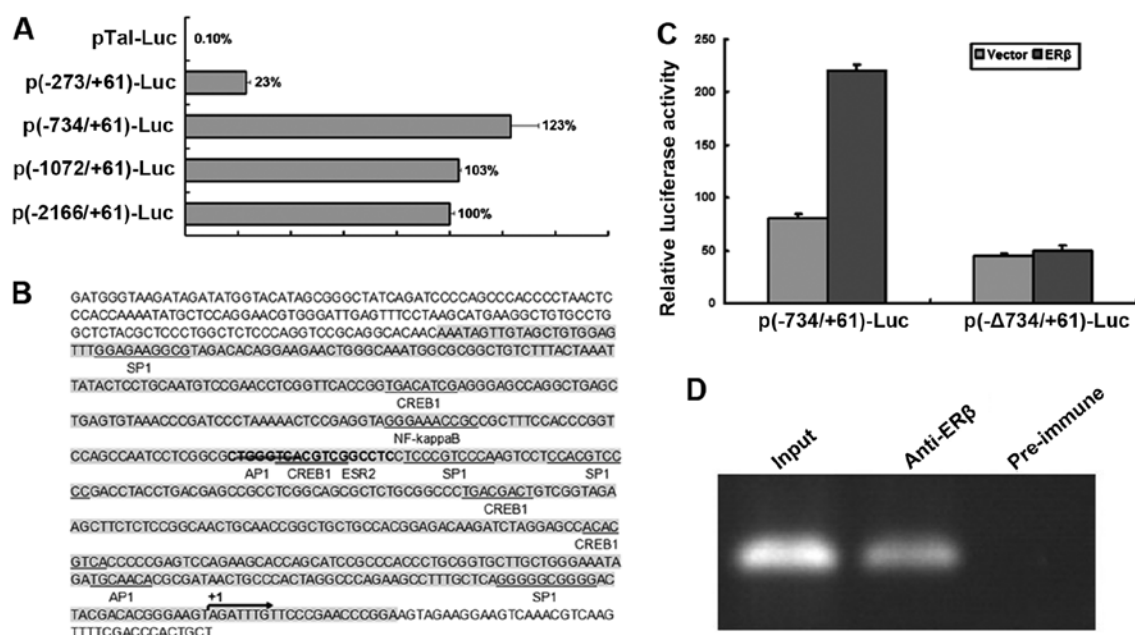 A
pTal-Luc
0.10%
p(-273/+61)-Luc
23%
p(-734/+61)-Luc
123%
p(-1072/+61)-Luc
103%
p(-2166/+61)-Luc
100%
B
GATGGGTAAGATAGATATGGTACATAGCGGGCTATCAGATCCCCAGCCCACCCCTAACTC
CCACCAAAATATGCTCCAGGAACGTGGGATTGAGTTTCCTAAGCATGAAGGCTGTGCCTG
GCTCTACGCTCCCTGGCTCTCCCAGGTCCGCAGGCACAACAAATAGTTGTAGCTGTGGAG
TTTGGAGAAGGCGTAGACACAGGAAGAACTGGGCAAATGGCGCGGCTGTCTTTACTAAAT
SP1
TATACTCCTGCAATGTCCGAACCTCGGTTCACCGGTGACATCGAGGGAGCCAGGCTGAGC
CREB1
TGAGTGTAAACCCGATCCCTAAAAACTCCGAGGTAGGGAAACCGCCGCTTTCCACCCGGT
NF-kappaB
CCAGCCAATCCTCGGCGCTGGGTCACGTCGGCCTCCTCCCGTCCCAAGTCCTCCACGTCC
AP1 CREB1 ESR2 SP1 SP1
CCGACCTACCTGACGAGCCGCCTCGGCAGCGCTCTGCGGCCCTGACGACTGTCGGTAGA
CREB1
AGCTTCTCTCCGGCAACTGCAACCGGCTGCTGCCACGGAGACAAGATCTAGGAGCCACAC
CREB1
GTCACCCCCGAGTCCAGAAGCACCAGCATCCGCCCACCCTGCGGTGCTTGCTGGGAAATA
GATGCAACACGCGATAACTGCCCACTAGGCCCAGAAGCCTTTGCTCAGGGGGCGGGGAC
AP1 SP1
+1
TACGACACGGGAAGTAGATTTGTTCCCGAACCCGGAAGTAGAAGGAAGTCAAACGTCAAG
TTTTCGACCCACTGCT
C
Relative luciferase activity
250
200
150
100
50
0
Vector ERβ
p(-734/+61)-Luc p(-Δ734/+61)-Luc
D
Input Anti-ERβ Pre-immune